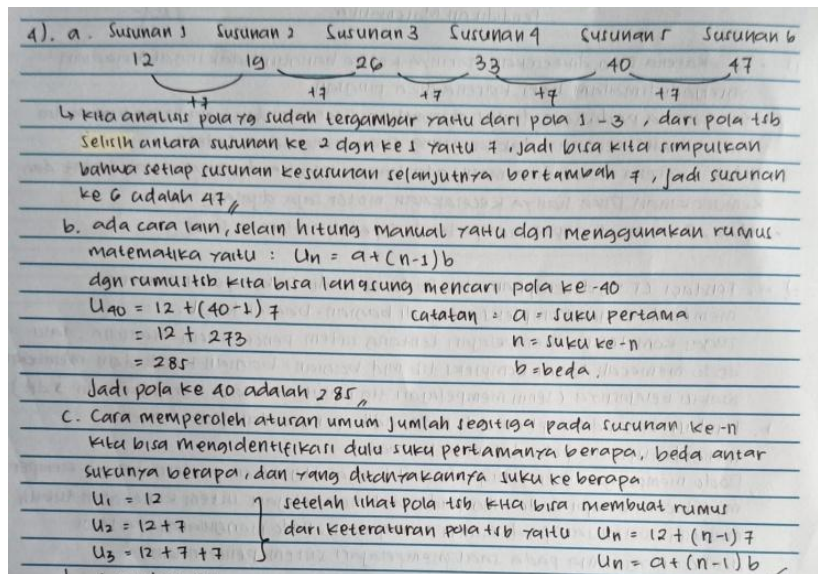 4). a. Susunan 1 Susunan 2 Susunan 3 Susunan 4 Susunan 5 Susunan 6
12 19 26 33 40 47
+7 +7 +7 +7 +7
↳ kita analisis pola yg sudah tergambar yaitu dari pola 1-3, dari pola tsb
selisih antara susunan ke 2 dgn ke 1 yaitu 7, jadi bisa kita simpulkan
bahwa setiap susunan kesusunan selanjutnya bertambah 7, jadi susunan
ke 6 adalah 47//
b. ada cara lain, selain hitung manual yaitu dgn menggunakan rumus
matematika yaitu : Un = a+(n-1)b
dgn rumus tsb kita bisa langsung mencari pola ke-40
U40 = 12 +(40-1) 7 catatan : a = suku pertama
= 12 + 273 n = suku ke-n
= 285 b = beda.
Jadi pola ke 40 adalah 285//
c. Cara memperoleh aturan umum jumlah segitiga pada susunan ke-n
kita bisa mengidentifikasi dulu suku pertamanya berapa, beda antar
sukunya berapa, dan yang ditanyakannya suku ke berapa
U1 = 12 setelah lihat pola tsb kita bisa membuat rumus
U2 = 12+7 dari keteraturan pola tsb yaitu Un = 12 + (n-1) 7
U3 = 12 + 7 + 7 Un = a + (n-1) b